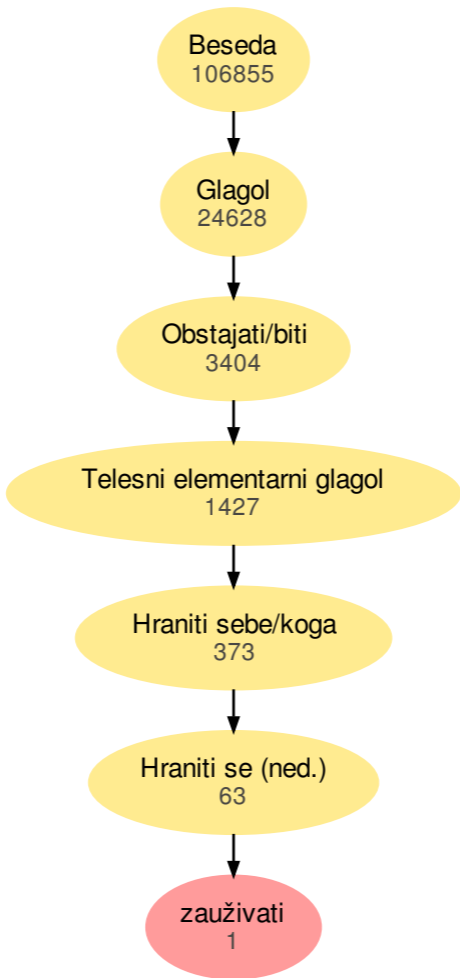 Beseda
106855
Glagol
24628
Obstajati/biti
3404
Telesni elementarni glagol
1427
Hraniti sebe/koga
373
Hraniti se (ned.)
63
zauživati
1